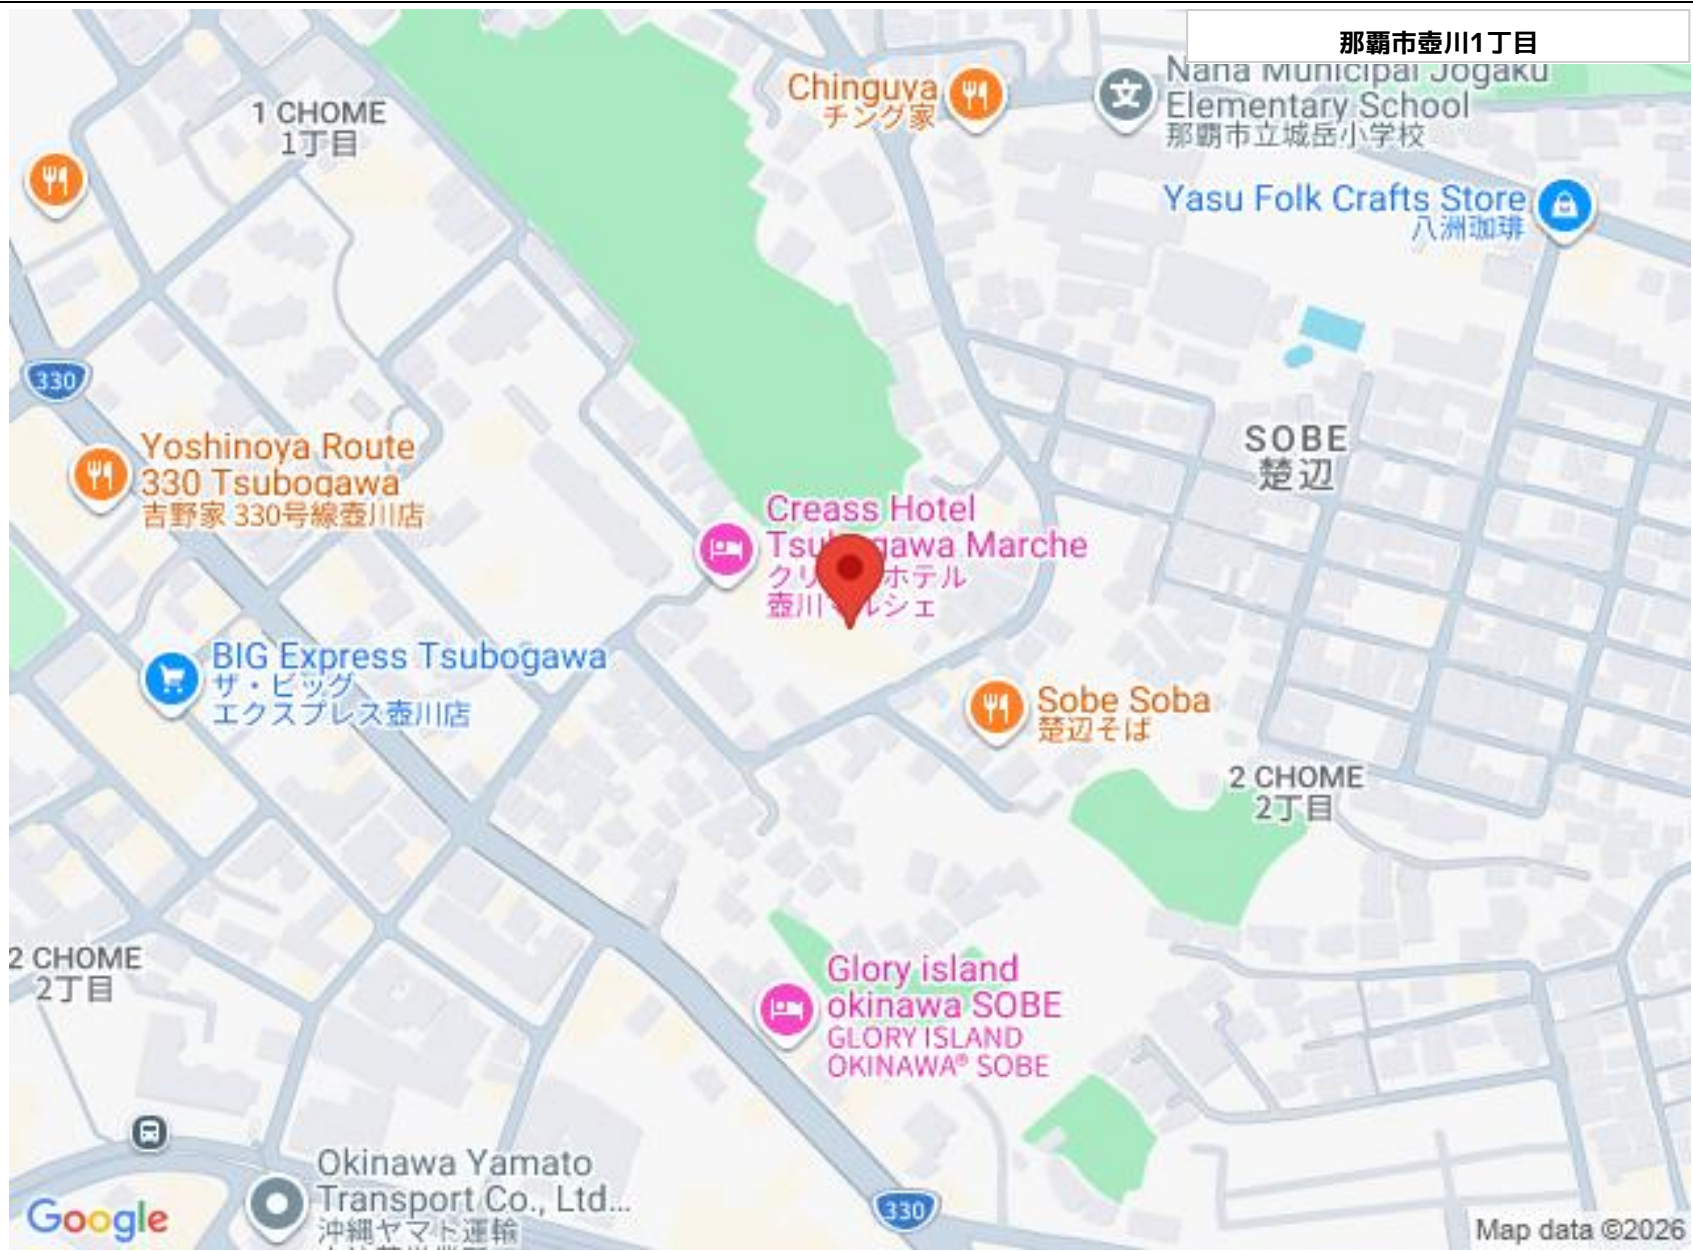 那覇市壺川1丁目
Naha Municipal Jogaku
Elementary School
那覇市立城岳小学校
Chinguya
チング家
1 CHOME
1丁目
Yasu Folk Crafts Store
八洲珈琲
330
Yoshinoya Route
330 Tsubogawa
吉野家 330号線壺川店
SOBE
楚辺
Creass Hotel
Marche
ホテル
壺川
BIG Express Tsubogawa
ザ・ビッグ
エクスプレス壺川店
Sobe Soba
楚辺そば
2 CHOME
2丁目
2 CHOME
2丁目
Glory island
okinawa SOBE
GLORY ISLAND
OKINAWA® SOBE
Okinawa Yamato
Transport Co., Ltd...
沖縄ヤマト運輸
330
Google
Map data ©2026